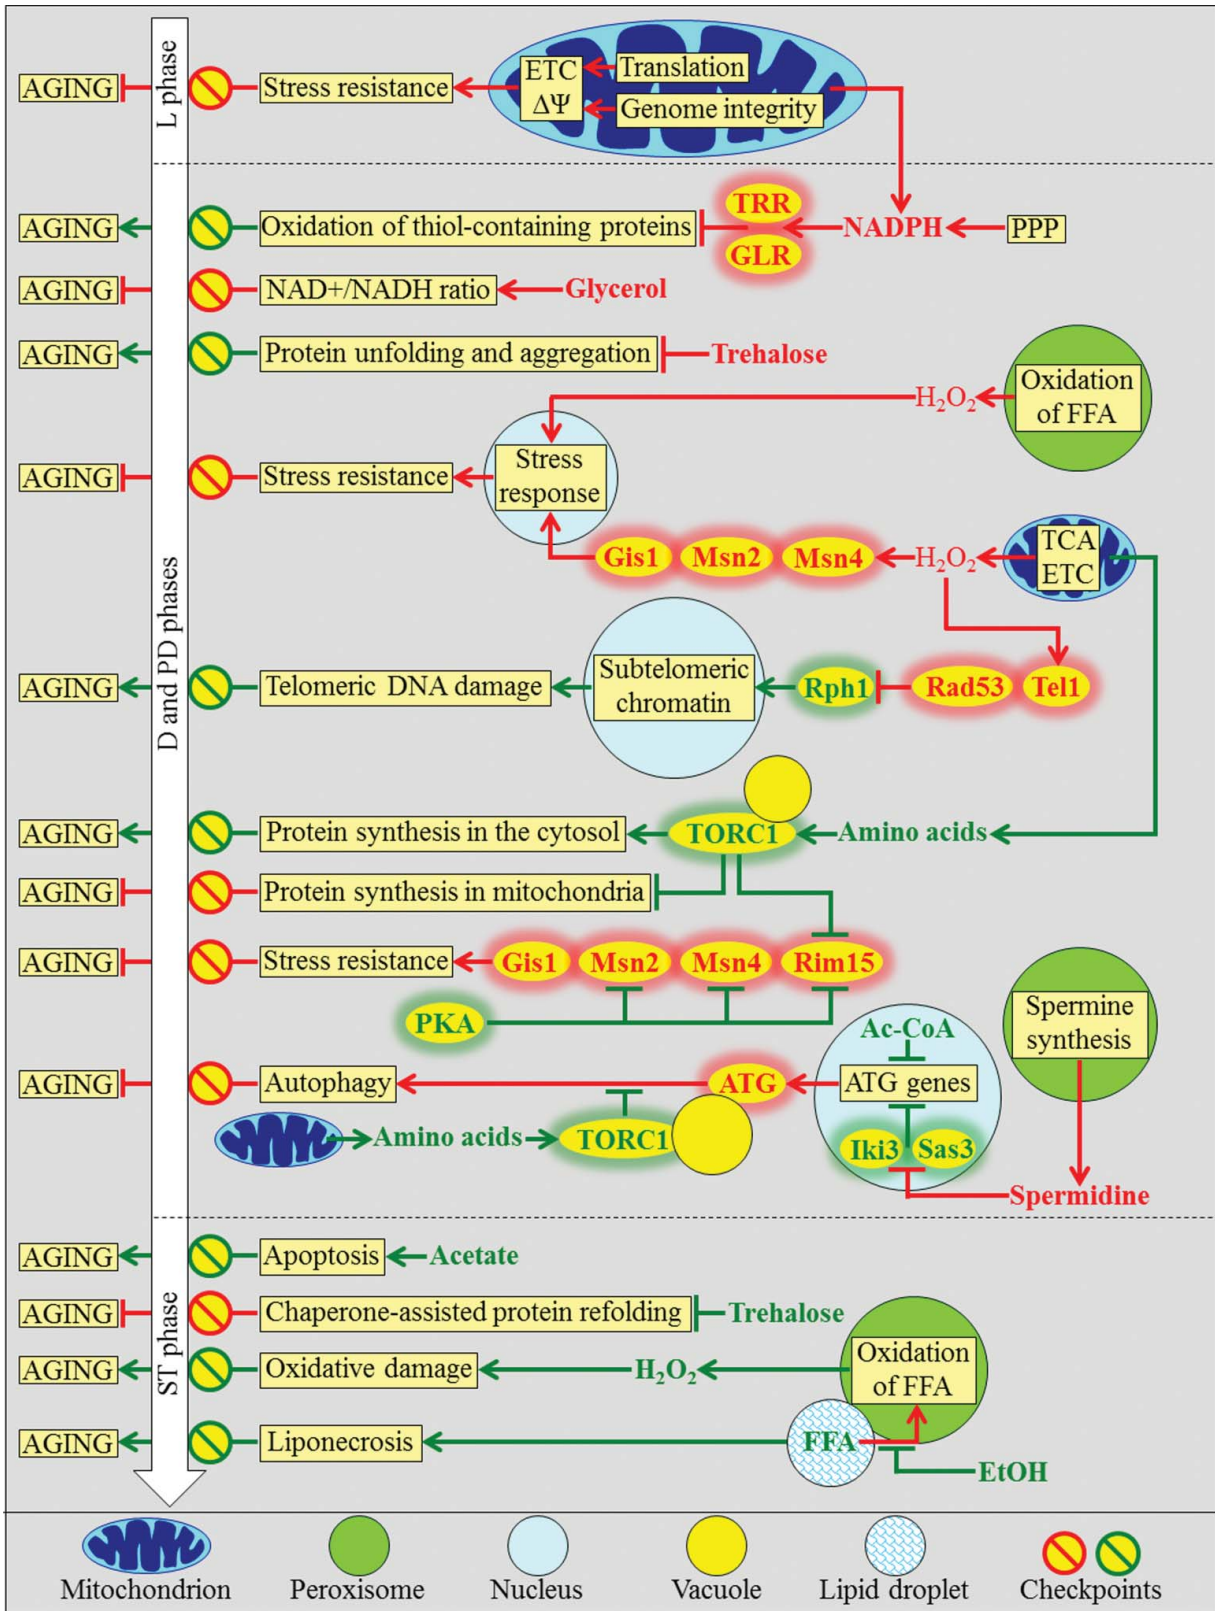 L phase
AGING
Stress resistance
ETC
ΔΨ
Translation
Genome integrity
D and PD phases
AGING
Oxidation of thiol-containing proteins
TRR
GLR
NADPH
PPP
AGING
NAD+/NADH ratio
Glycerol
AGING
Protein unfolding and aggregation
Trehalose
H₂O₂
Oxidation
of FFA
AGING
Stress resistance
Stress
response
Gis1
Msn2
Msn4
H₂O₂
TCA
ETC
AGING
Telomeric DNA damage
Subtelomeric
chromatin
Rph1
Rad53
Tel1
AGING
Protein synthesis in the cytosol
TORC1
Amino acids
AGING
Protein synthesis in mitochondria
AGING
Stress resistance
Gis1
Msn2
Msn4
Rim15
PKA
Ac-CoA
Spermine
synthesis
AGING
Autophagy
ATG
ATG genes
Amino acids
TORC1
Iki3
Sas3
Spermidine
ST phase
AGING
Apoptosis
Acetate
AGING
Chaperone-assisted protein refolding
Trehalose
AGING
Oxidative damage
H₂O₂
Oxidation
of FFA
AGING
Liponecrosis
FFA
EtOH
Mitochondrion
Peroxisome
Nucleus
Vacuole
Lipid droplet
Checkpoints